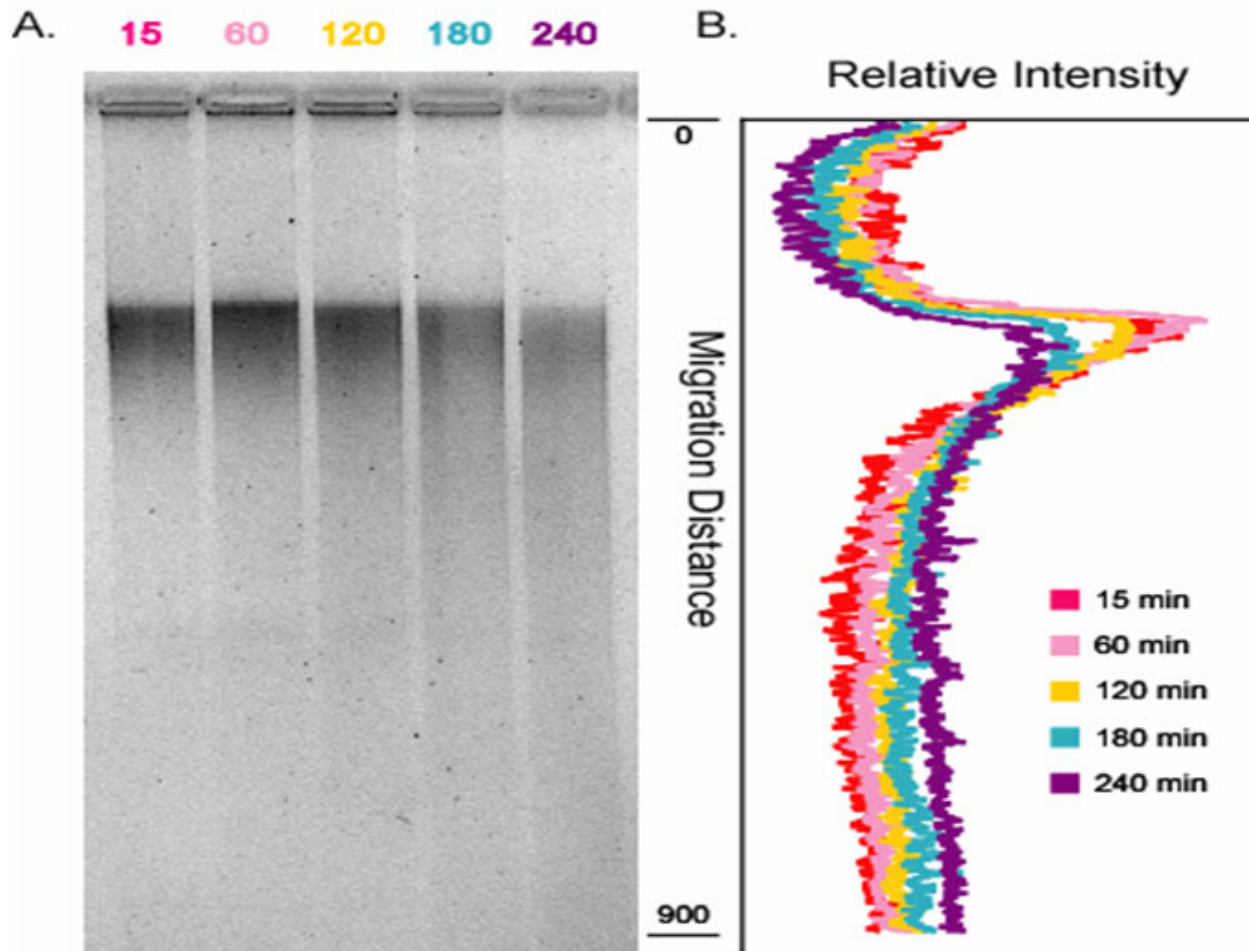 A.
15 60 120 180 240
B.
Relative Intensity
0
Migration Distance
900
15 min
60 min
120 min
180 min
240 min